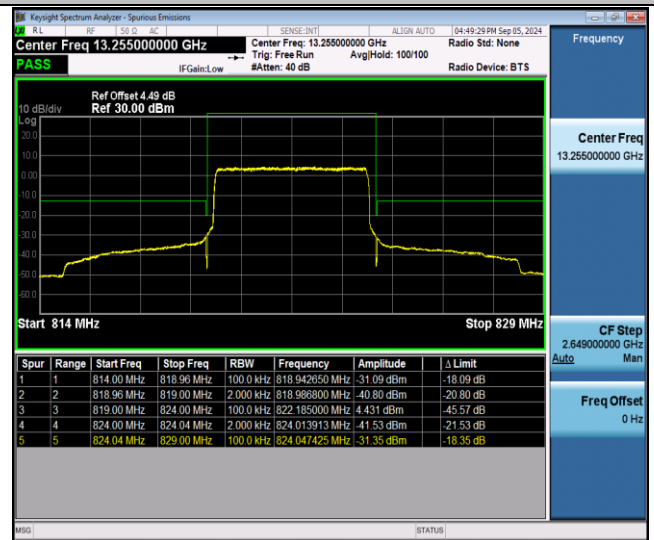 Keysight Spectrum Analyzer - Spurious Emissions
RL RF 50 Ω AC SENSE:INT ALIGN AUTO 04:49:29 PM Sep 05, 2024
Center Freq 13.255000000 GHz
PASS
IFGain:Low
Center Freq: 13.255000000 GHz
Trig: Free Run Avg|Hold: 100/100
#Atten: 40 dB
Radio Std: None
Radio Device: BTS
Ref Offset 4.49 dB
10 dB/div Ref 30.00 dBm
Log
20.0
10.0
0.00
-10.0
-20.0
-30.0
-40.0
-50.0
-60.0
Start 814 MHz Stop 829 MHz
Spur Range Start Freq Stop Freq RBW Frequency Amplitude Δ Limit
1 1 814.00 MHz 818.96 MHz 100.0 kHz 818.942650 MHz -31.09 dBm -18.09 dB
2 2 818.96 MHz 819.00 MHz 2.000 kHz 818.986800 MHz -40.80 dBm -20.80 dB
3 3 819.00 MHz 824.00 MHz 100.0 kHz 822.185000 MHz 4.431 dBm -45.57 dB
4 4 824.00 MHz 824.04 MHz 2.000 kHz 824.013913 MHz -41.53 dBm -21.53 dB
5 5 824.04 MHz 829.00 MHz 100.0 kHz 824.047425 MHz -31.35 dBm -18.35 dB
Frequency
Center Freq
13.255000000 GHz
CF Step
2.649000000 GHz
Auto Man
Freq Offset
0 Hz
MSG STATUS